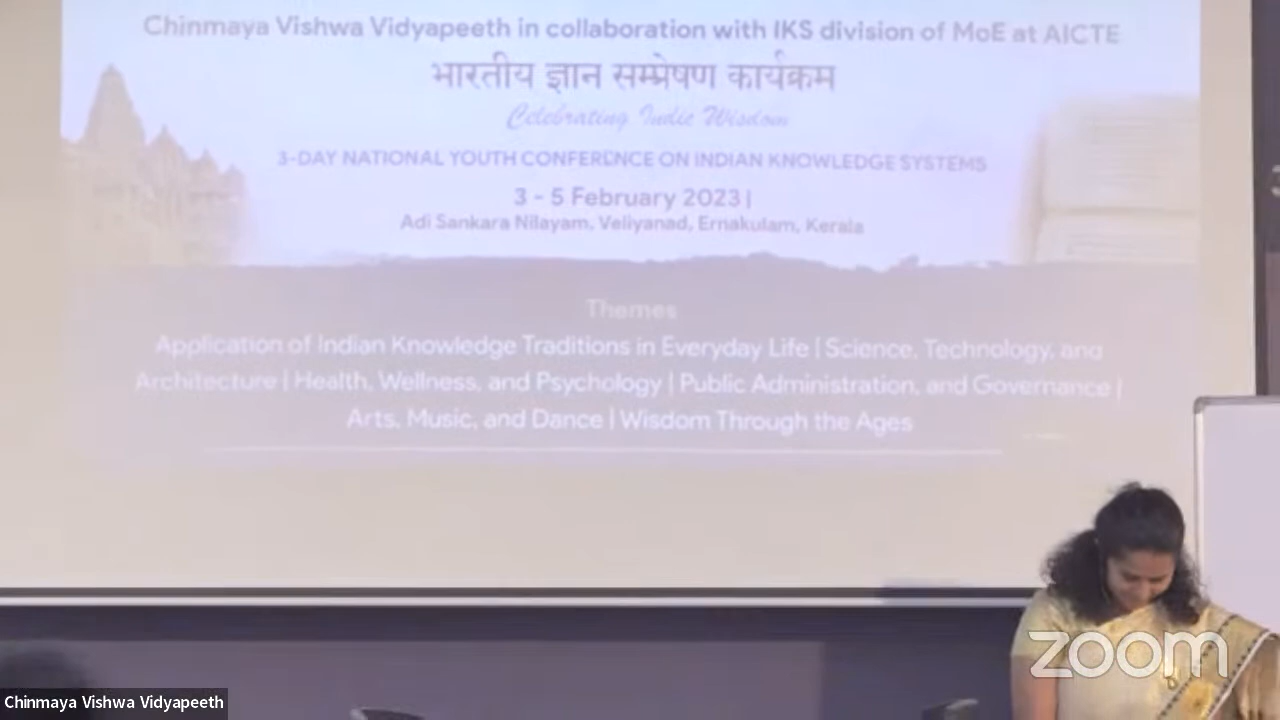 Chinmaya Vishwa Vidyapeeth in collaboration with IKS division of MoE at AICTE
भारतीय ज्ञान सम्प्रेषण कार्यक्रम
Celebrating Indic Wisdom
3-DAY NATIONAL YOUTH CONFERENCE ON INDIAN KNOWLEDGE SYSTEMS
3 - 5 February 2023 |
Adi Sankara Nilayam, Veliyanad, Ernakulam, Kerala
Themes
Application of Indian Knowledge Traditions in Everyday Life | Science, Technology, and
Architecture | Health, Wellness, and Psychology | Public Administration, and Governance |
Arts, Music, and Dance | Wisdom Through the Ages
zoom
Chinmaya Vishwa Vidyapeeth